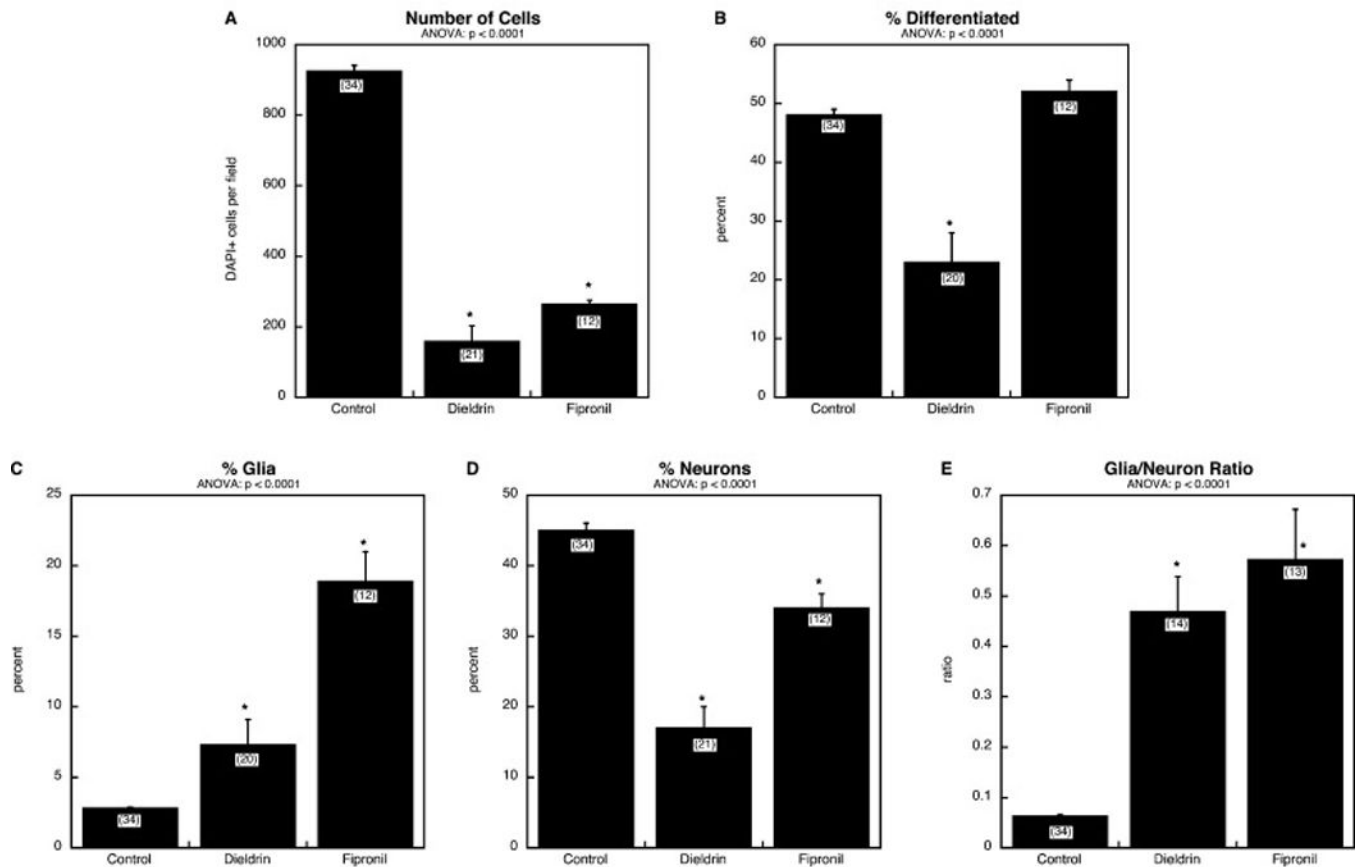 A
Number of Cells
ANOVA: p < 0.0001
DAPI+ cells per field
1000
800
600
400
200
0
(34)
*
(21)
*
(12)
Control
Dieldrin
Fipronil
B
% Differentiated
ANOVA: p < 0.0001
percent
60
50
40
30
20
10
0
(34)
*
(20)
(12)
Control
Dieldrin
Fipronil
C
% Glia
ANOVA: p < 0.0001
percent
25
20
15
10
5
0
(34)
*
(20)
*
(12)
Control
Dieldrin
Fipronil
D
% Neurons
ANOVA: p < 0.0001
percent
50
40
30
20
10
0
(34)
*
(21)
*
(12)
Control
Dieldrin
Fipronil
E
Glia/Neuron Ratio
ANOVA: p < 0.0001
ratio
0.7
0.6
0.5
0.4
0.3
0.2
0.1
0
(34)
*
(14)
*
(13)
Control
Dieldrin
Fipronil